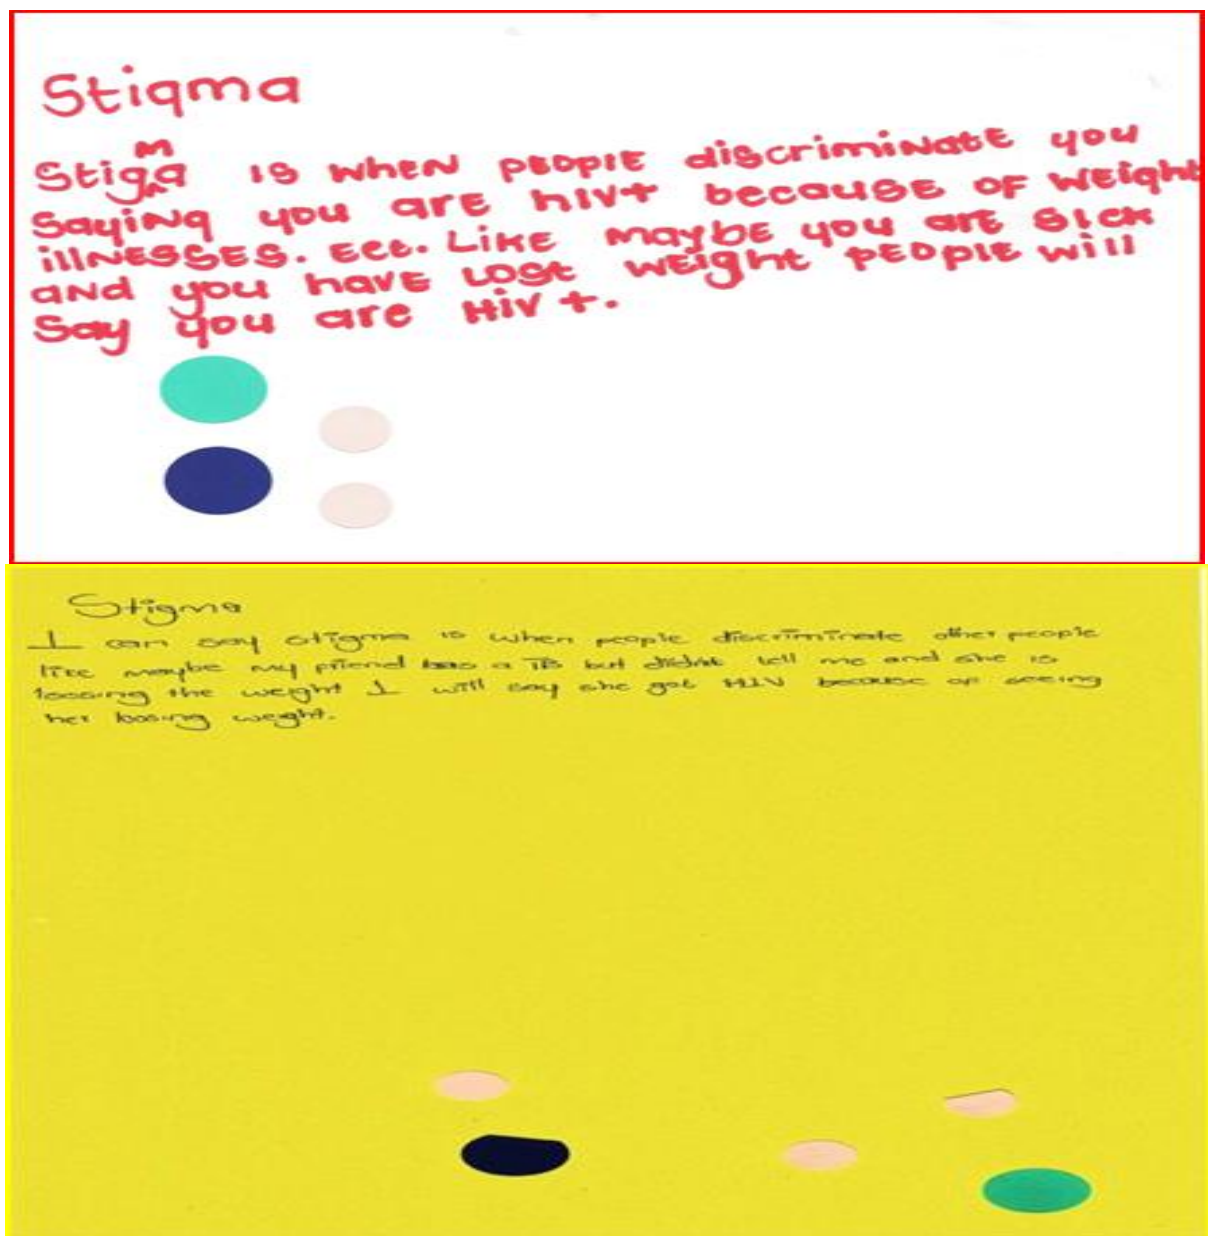 Stigma
Stigma is when people discriminate you
Saying you are hiv+ because of weight
illnesses. Ect. Like maybe you are sick
and you have lost weight people will
Say you are Hiv+.
Stigma
I can say stigma is when people discriminate other people
like maybe my friend has a TB but didnt tell me and she is
loosing the weight I will say she got HIV because of seeing
her loosing weight.